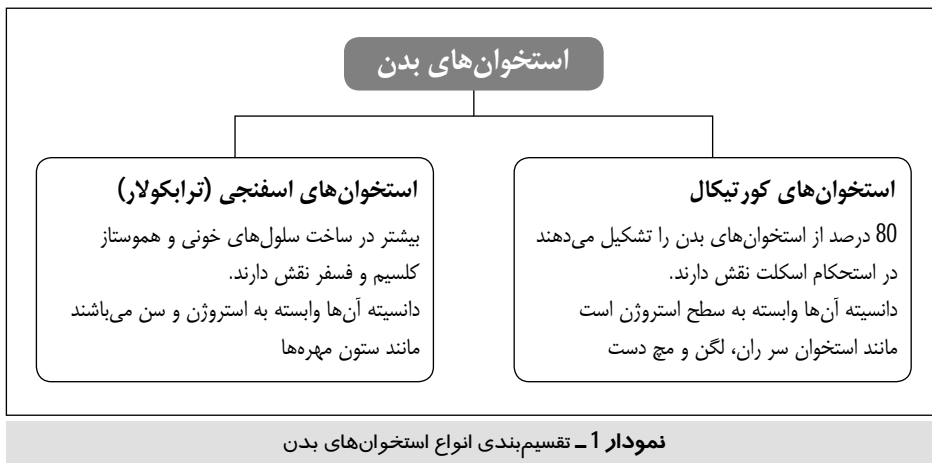 استخوان‌های بدن
استخوان‌های کورتیکال
80 درصد از استخوان‌های بدن را تشکیل می‌دهند
در استحکام اسکلت نقش دارند.
دانسیته آن‌ها وابسته به سطح استروژن است
مانند استخوان سر ران، لگن و مچ دست
استخوان‌های اسفنجی (ترابکولار)
بیشتر در ساخت سلول‌های خونی و هموستاز
کلسیم و فسفر نقش دارند.
دانسیته آن‌ها وابسته به استروژن و سن می‌باشند
مانند ستون مهره‌ها
نمودار 1 ـ تقسیم‌بندی انواع استخوان‌های بدن